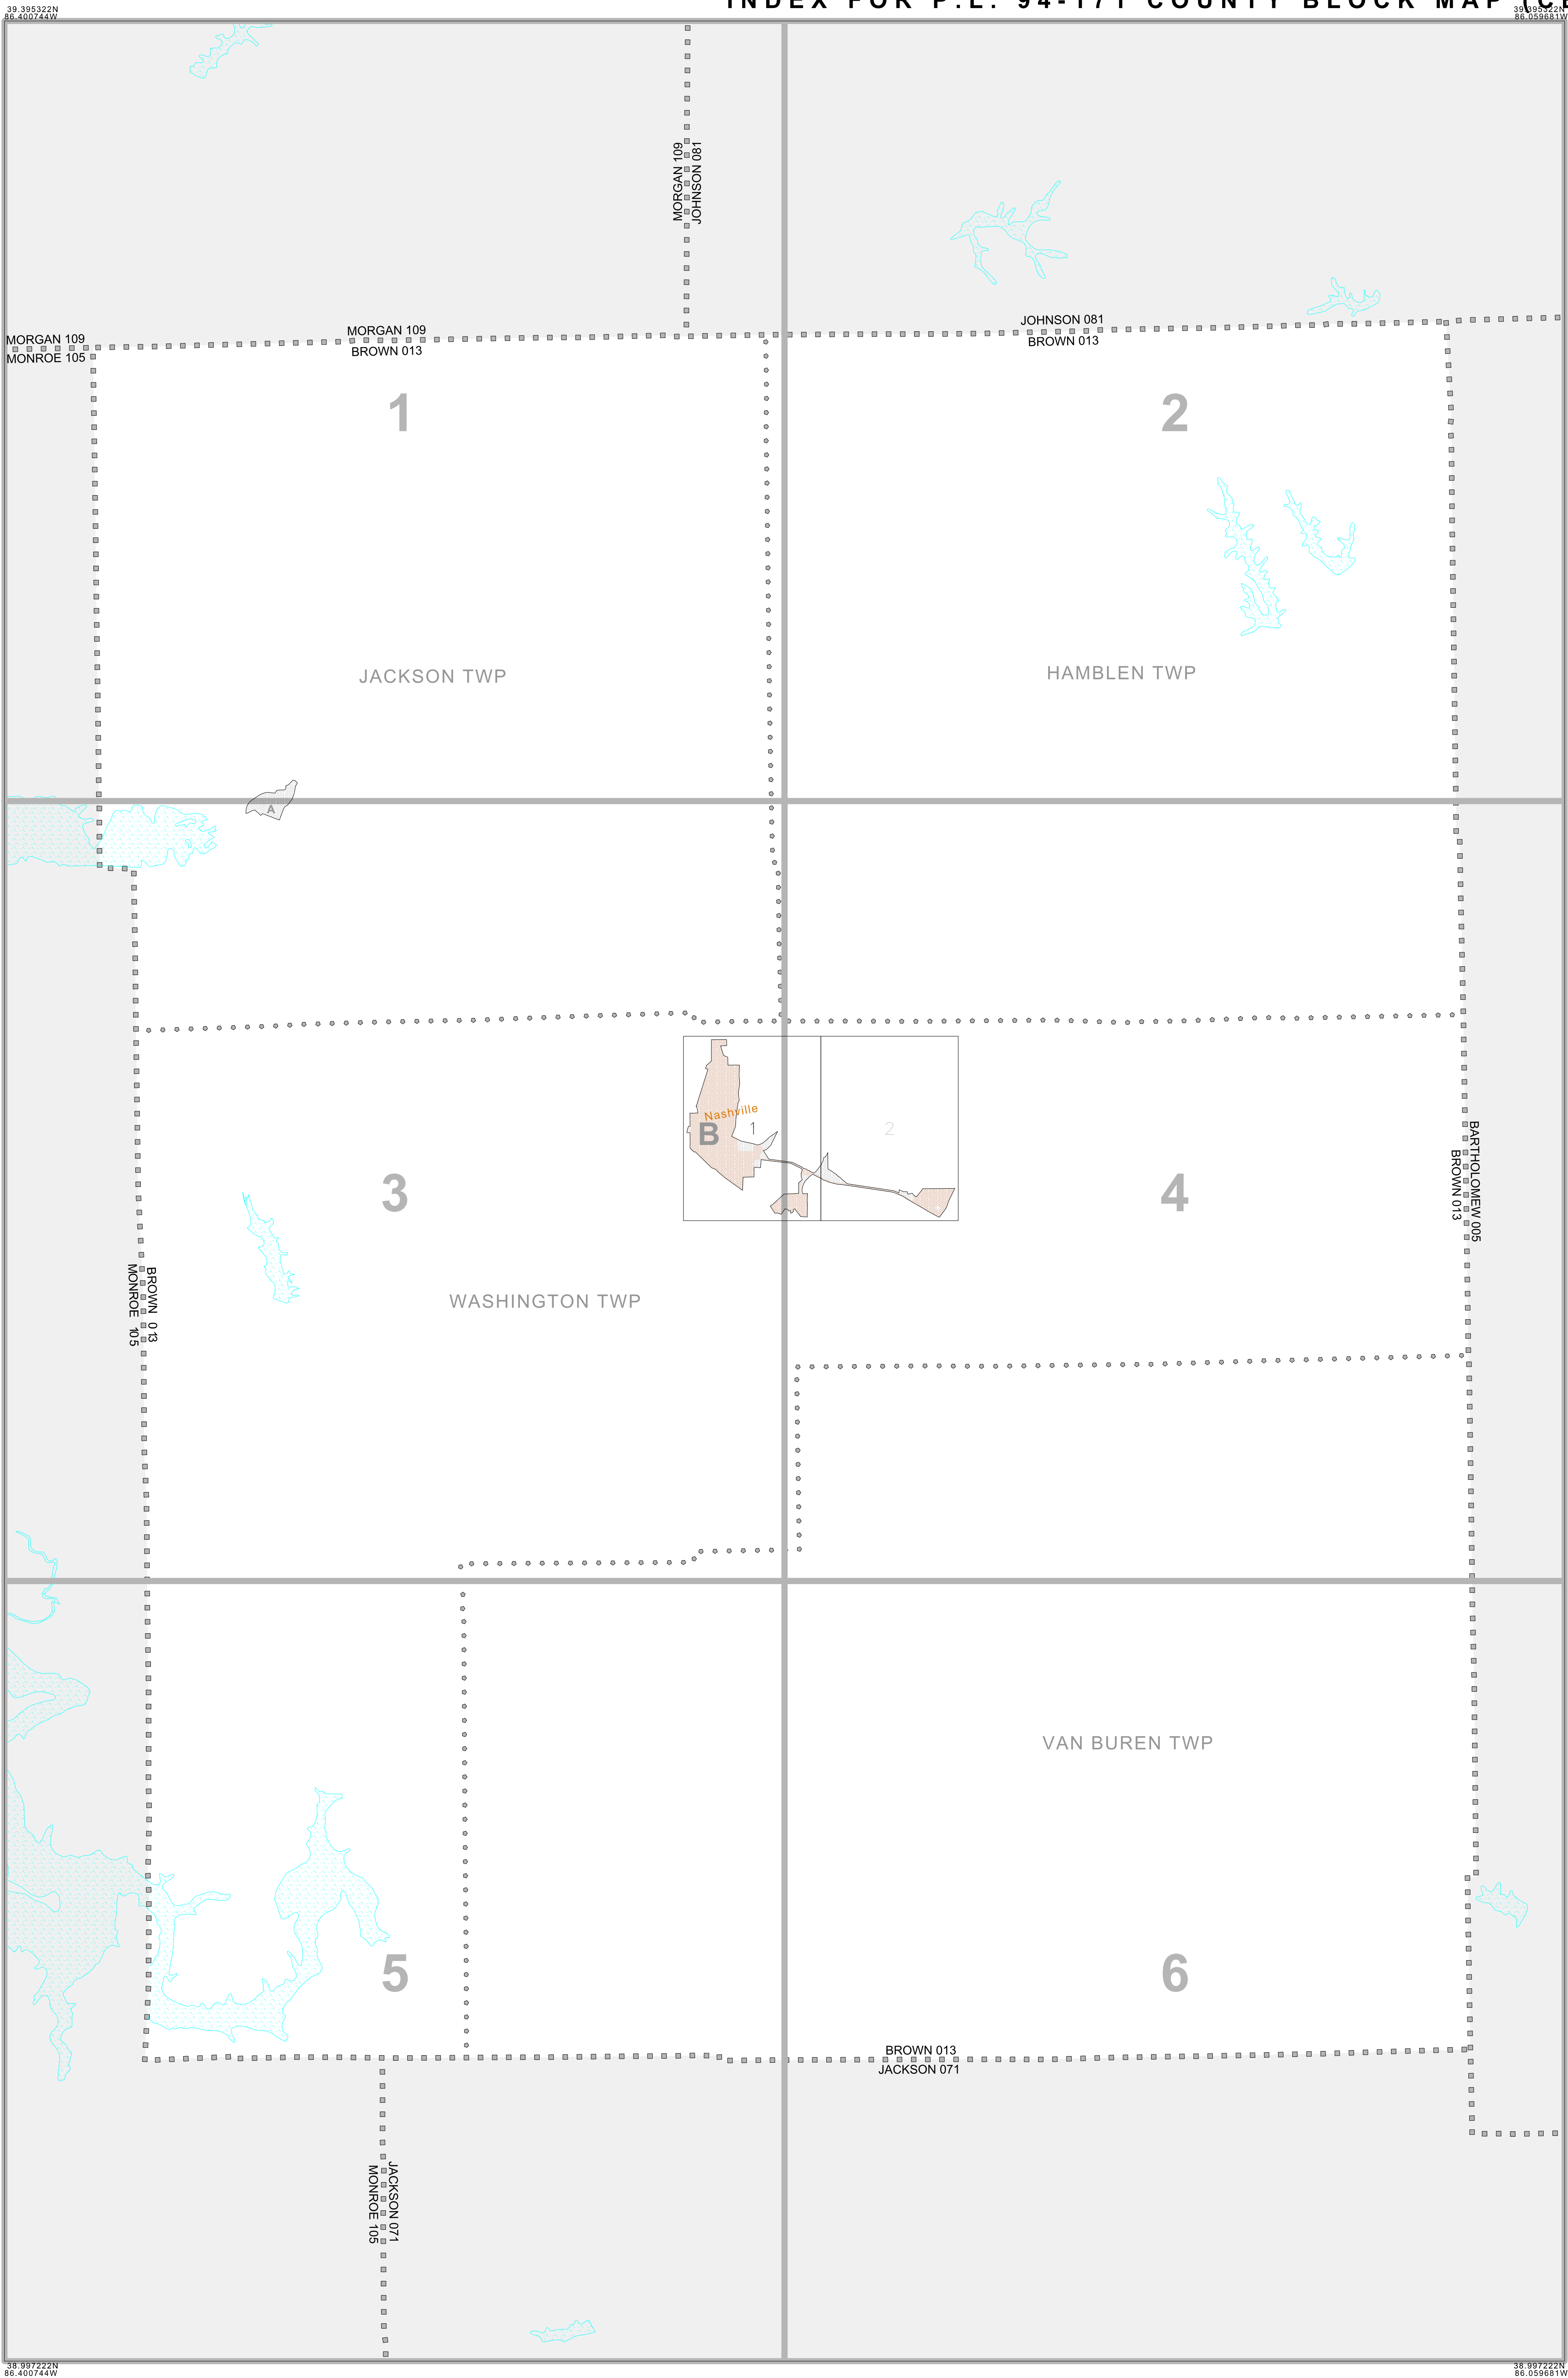 INDEX FOR P.L. 94-171 COUNTY BLOCK MAP
39.395322N
86.400744W
39.395322N
86.059681W
MORGAN 109
JOHNSON 081
MORGAN 109
MONROE 105
MORGAN 109
BROWN 013
JOHNSON 081
BROWN 013
1
2
JACKSON TWP
HAMBLEN TWP
A
Nashville
B
1
2
3
4
BARTHOLOMEW 005
BROWN 013
BROWN 013
MONROE 105
WASHINGTON TWP
VAN BUREN TWP
5
6
BROWN 013
JACKSON 071
JACKSON 071
MONROE 105
38.997222N
86.400744W
38.997222N
86.059681W